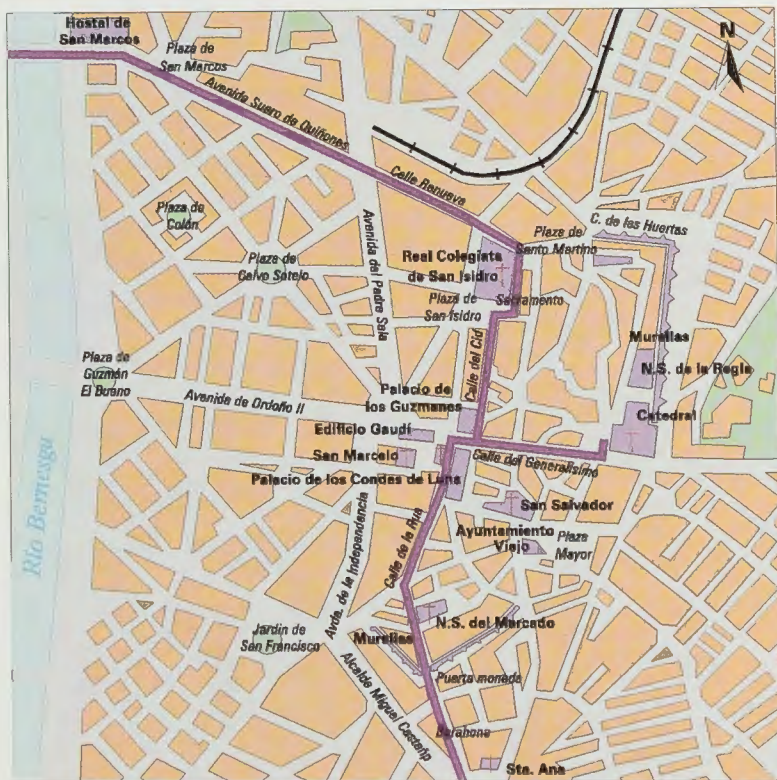 Hostal de
San Marcos
N
Plaza de
San Marcos
Avenida Suero de Quiñones
Calle Renueva
Plaza de
Colón
C. de las Huertas
Plaza de
Santo Martino
Avenida del Padre Sala
Real Colegiata
de San Isidro
Plaza de
Calvo Sotelo
Sacramento
Plaza de
San Isidro
Murallas
Calle del Cid
Plaza de
Guzmán
El Bueno
N.S. de la Regla
Palacio de
los Guzmanes
Avenida de Ordoño II
Catedral
Edificio Gaudí
San Marcelo
Calle del Generalísimo
Palacio de los Condes de Luna
Río Bernesga
San Salvador
Avda. de la Independencia
Calle de la Rúa
Ayuntamiento
Viejo
Plaza
Mayor
Jardín de
San Francisco
N.S. del Mercado
Murallas
Alcalde Miguel Castaño
Puerta moneda
Barahona
Sta. Ana